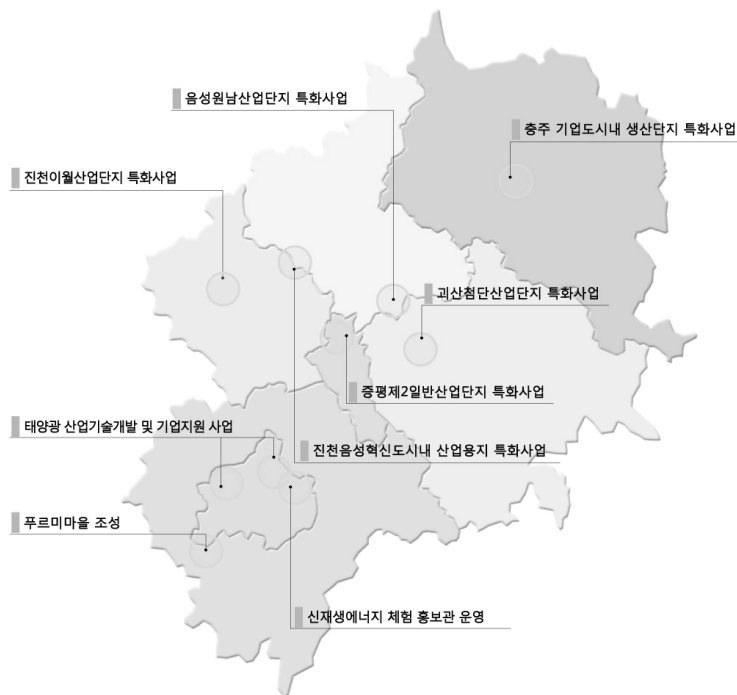 음성원남산업단지 특화사업
충주 기업도시내 생산단지 특화사업
진천이월산업단지 특화사업
괴산첨단산업단지 특화사업
증평제2일반산업단지 특화사업
태양광 산업기술개발 및 기업지원 사업
진천음성혁신도시내 산업용지 특화사업
푸르미마을 조성
신재생에너지 체험 홍보관 운영